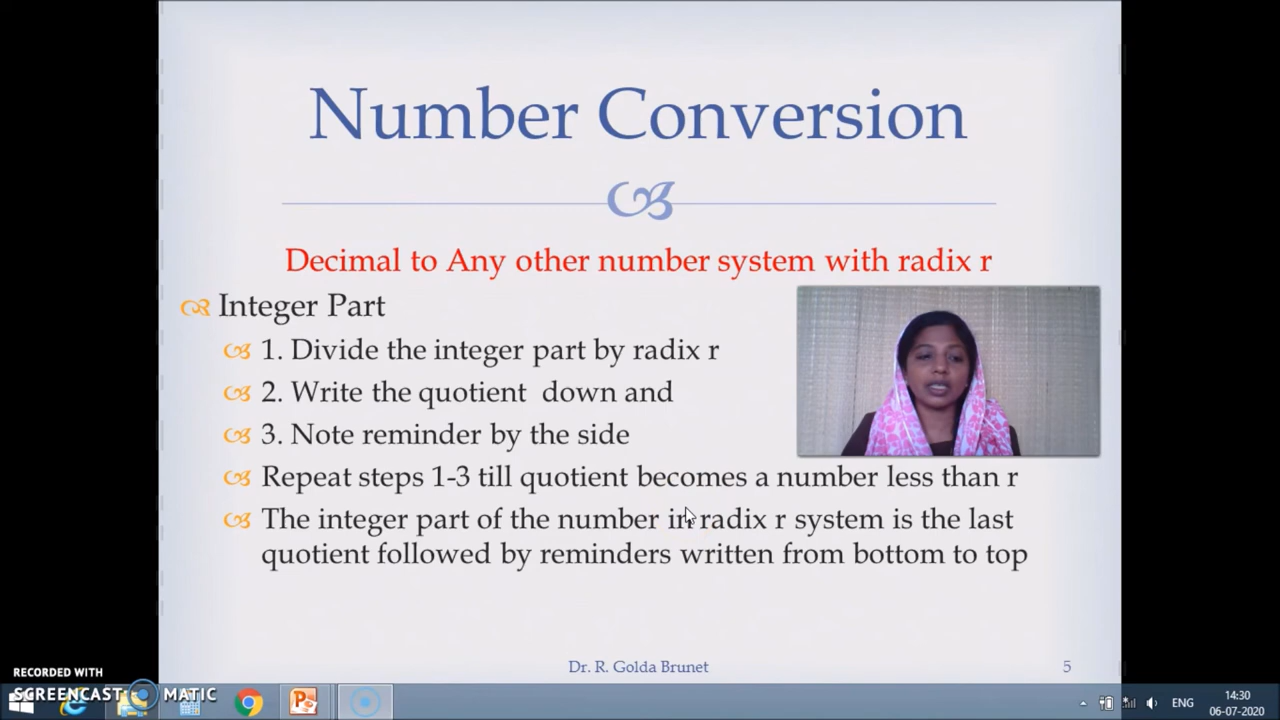 Number Conversion
Decimal to Any other number system with radix r
Integer Part
1. Divide the integer part by radix r
2. Write the quotient down and
3. Note reminder by the side
Repeat steps 1-3 till quotient becomes a number less than r
The integer part of the number in radix r system is the last
quotient followed by reminders written from bottom to top
Dr. R. Golda Brunet
5
RECORDED WITH
SCREENCAST MATIC
ENG
14:30
06-07-2020